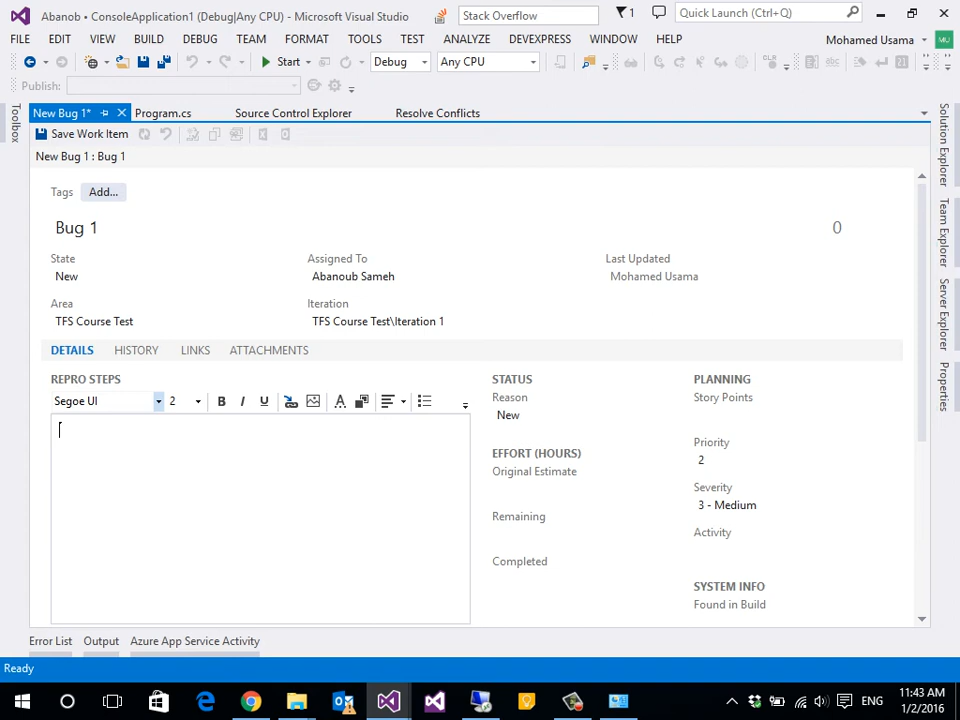 Abanob • ConsoleApplication1 (Debug|Any CPU) - Microsoft Visual Studio
Stack Overflow
1
Quick Launch (Ctrl+Q)
FILE EDIT VIEW BUILD DEBUG TEAM FORMAT TOOLS TEST ANALYZE DEVEXPRESS WINDOW HELP
Mohamed Usama
MU
Start Debug Any CPU
Publish:
New Bug 1* Program.cs Source Control Explorer Resolve Conflicts
Toolbox
Solution Explorer
Team Explorer
Server Explorer
Properties
Save Work Item
New Bug 1 : Bug 1
Tags Add...
Bug 1 0
State Assigned To Last Updated
New Abanoub Sameh Mohamed Usama
Area Iteration
TFS Course Test TFS Course Test\Iteration 1
DETAILS HISTORY LINKS ATTACHMENTS
REPRO STEPS STATUS PLANNING
Segoe UI 2 B I U A
Reason Story Points
New
Priority
EFFORT (HOURS) 2
Original Estimate
Severity
3 - Medium
Remaining
Activity
Completed
SYSTEM INFO
Found in Build
Error List Output Azure App Service Activity
Ready
ENG
11:43 AM
1/2/2016